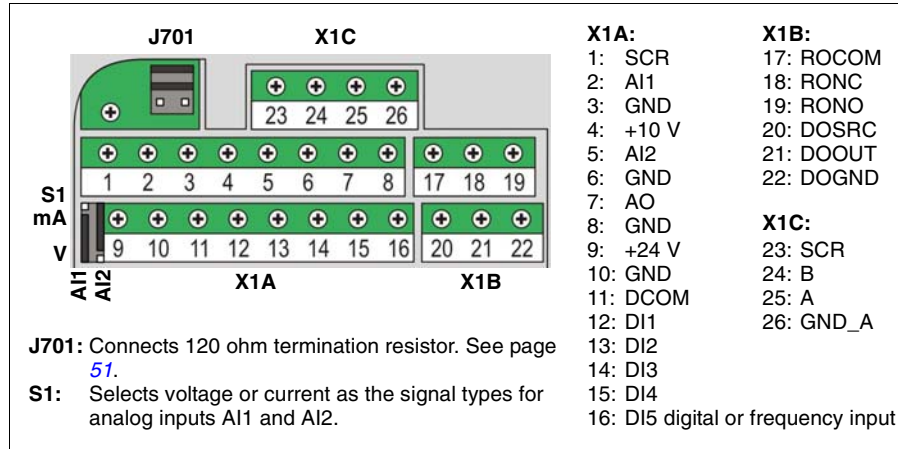 J701 X1C
23 24 25 26
1 2 3 4 5 6 7 8 17 18 19
S1
mA
V
9 10 11 12 13 14 15 16 20 21 22
AI1
AI2
X1A X1B
J701: Connects 120 ohm termination resistor. See page
51.
S1: Selects voltage or current as the signal types for
analog inputs AI1 and AI2.
X1A:
1: SCR
2: AI1
3: GND
4: +10 V
5: AI2
6: GND
7: AO
8: GND
9: +24 V
10: GND
11: DCOM
12: DI1
13: DI2
14: DI3
15: DI4
16: DI5 digital or frequency input
X1B:
17: ROCOM
18: RONC
19: RONO
20: DOSRC
21: DOOUT
22: DOGND
X1C:
23: SCR
24: B
25: A
26: GND_A